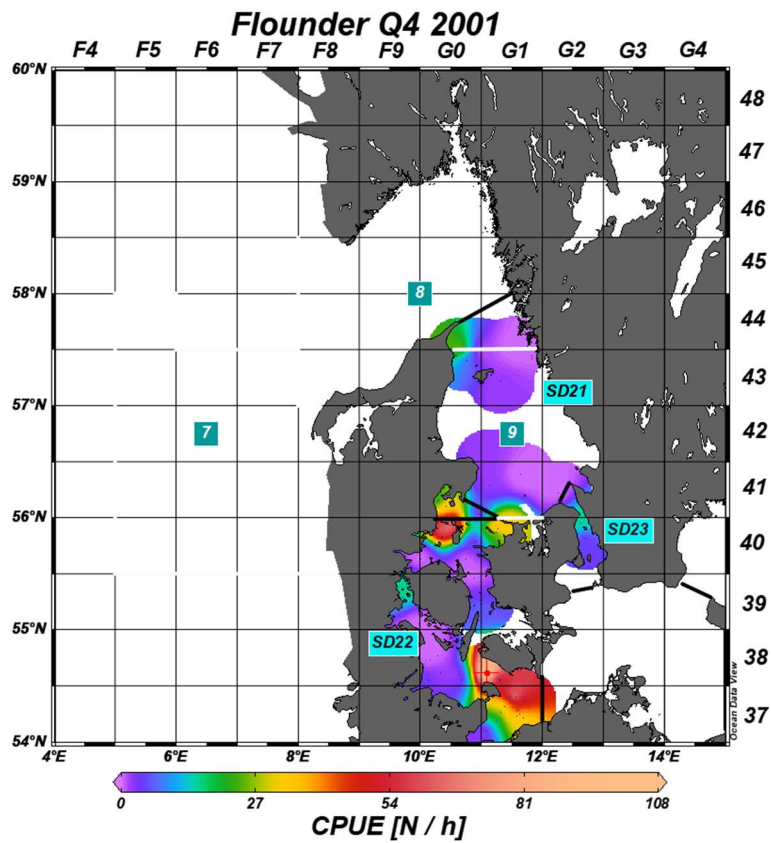 Flounder Q4 2001
F4 F5 F6 F7 F8 F9 G0 G1 G2 G3 G4
60°N
48
47
59°N
46
45
58°N
8
44
43
SD21
57°N
7
9
42
41
56°N
SD23
40
39
55°N
SD22
38
37
54°N
Ocean Data View
4°E 6°E 8°E 10°E 12°E 14°E
0 27 54 81 108
CPUE [N / h]